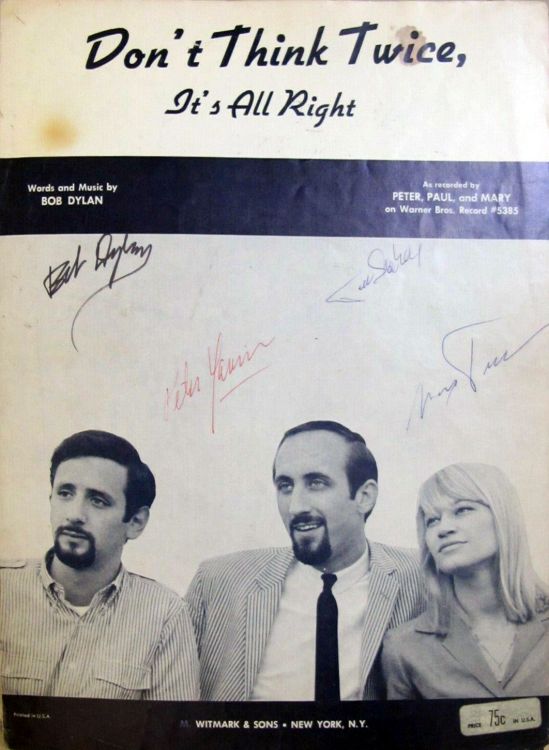 Don't Think Twice,
It's All Right
Words and Music by
BOB DYLAN
As recorded by
PETER, PAUL, and MARY
on Warner Bros. Record #5385
Bob Dylan
Peter Yarrow
Printed in U.S.A.
M. WITMARK & SONS • NEW YORK, N.Y.
PRICE 75c IN U.S.A.